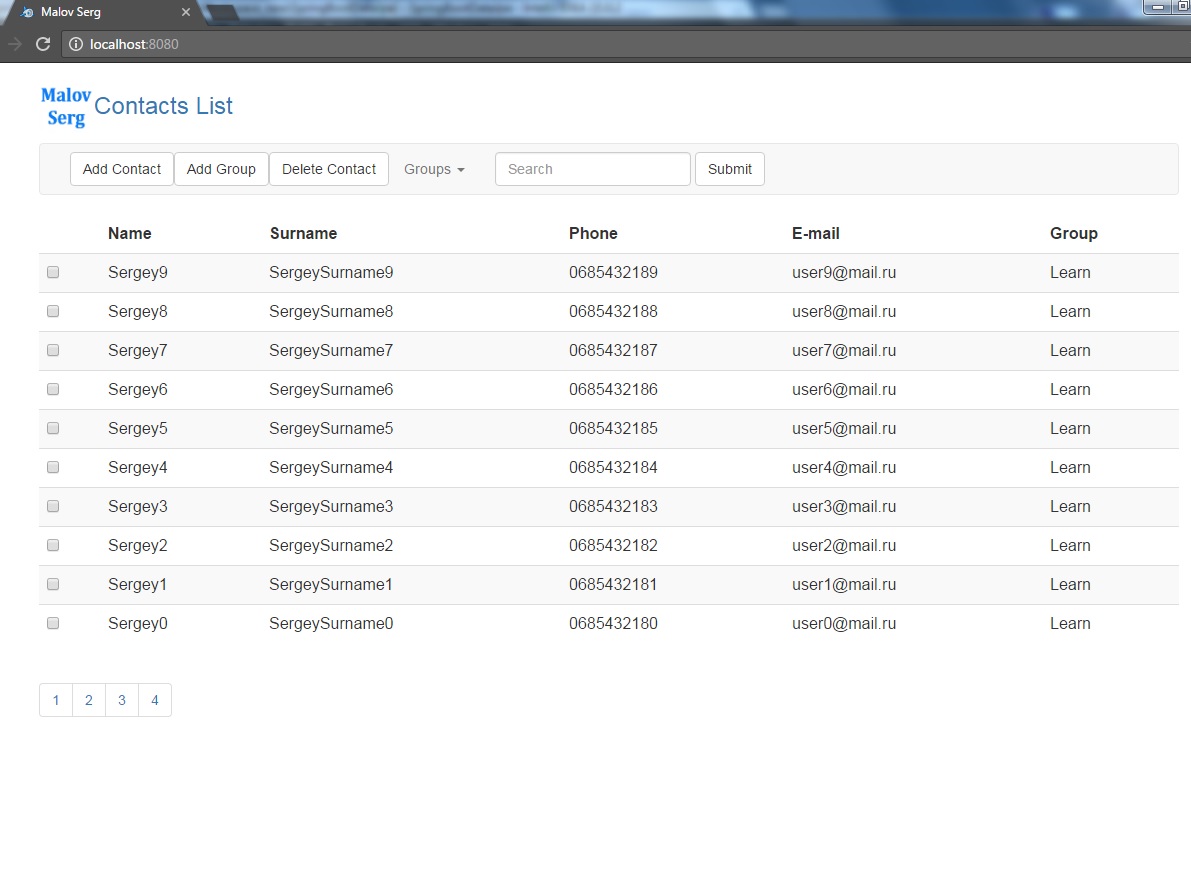 Malov Serg
localhost:8080
Malov
Serg
Contacts List
Add Contact Add Group Delete Contact Groups Search Submit
Name Surname Phone E-mail Group
Sergey9 SergeySurname9 0685432189 user9@mail.ru Learn
Sergey8 SergeySurname8 0685432188 user8@mail.ru Learn
Sergey7 SergeySurname7 0685432187 user7@mail.ru Learn
Sergey6 SergeySurname6 0685432186 user6@mail.ru Learn
Sergey5 SergeySurname5 0685432185 user5@mail.ru Learn
Sergey4 SergeySurname4 0685432184 user4@mail.ru Learn
Sergey3 SergeySurname3 0685432183 user3@mail.ru Learn
Sergey2 SergeySurname2 0685432182 user2@mail.ru Learn
Sergey1 SergeySurname1 0685432181 user1@mail.ru Learn
Sergey0 SergeySurname0 0685432180 user0@mail.ru Learn
1 2 3 4